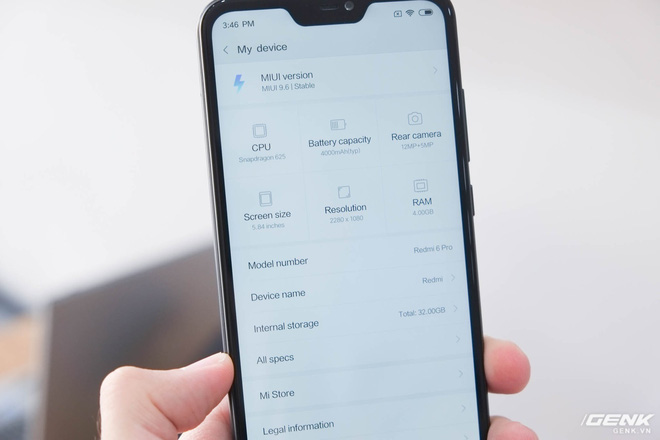 3:46 PM
My device
MIUI version
MIUI 9.6 | Stable
CPU
Snapdragon 625
Battery capacity
4000mAh(typ)
Rear camera
12MP+5MP
Screen size
5.84 inches
Resolution
2280 x 1080
RAM
4.00GB
Model number
Redmi 6 Pro
Device name
Redmi
Internal storage
Total: 32.00GB
All specs
Mi Store
Legal information
GENK
GENK.VN